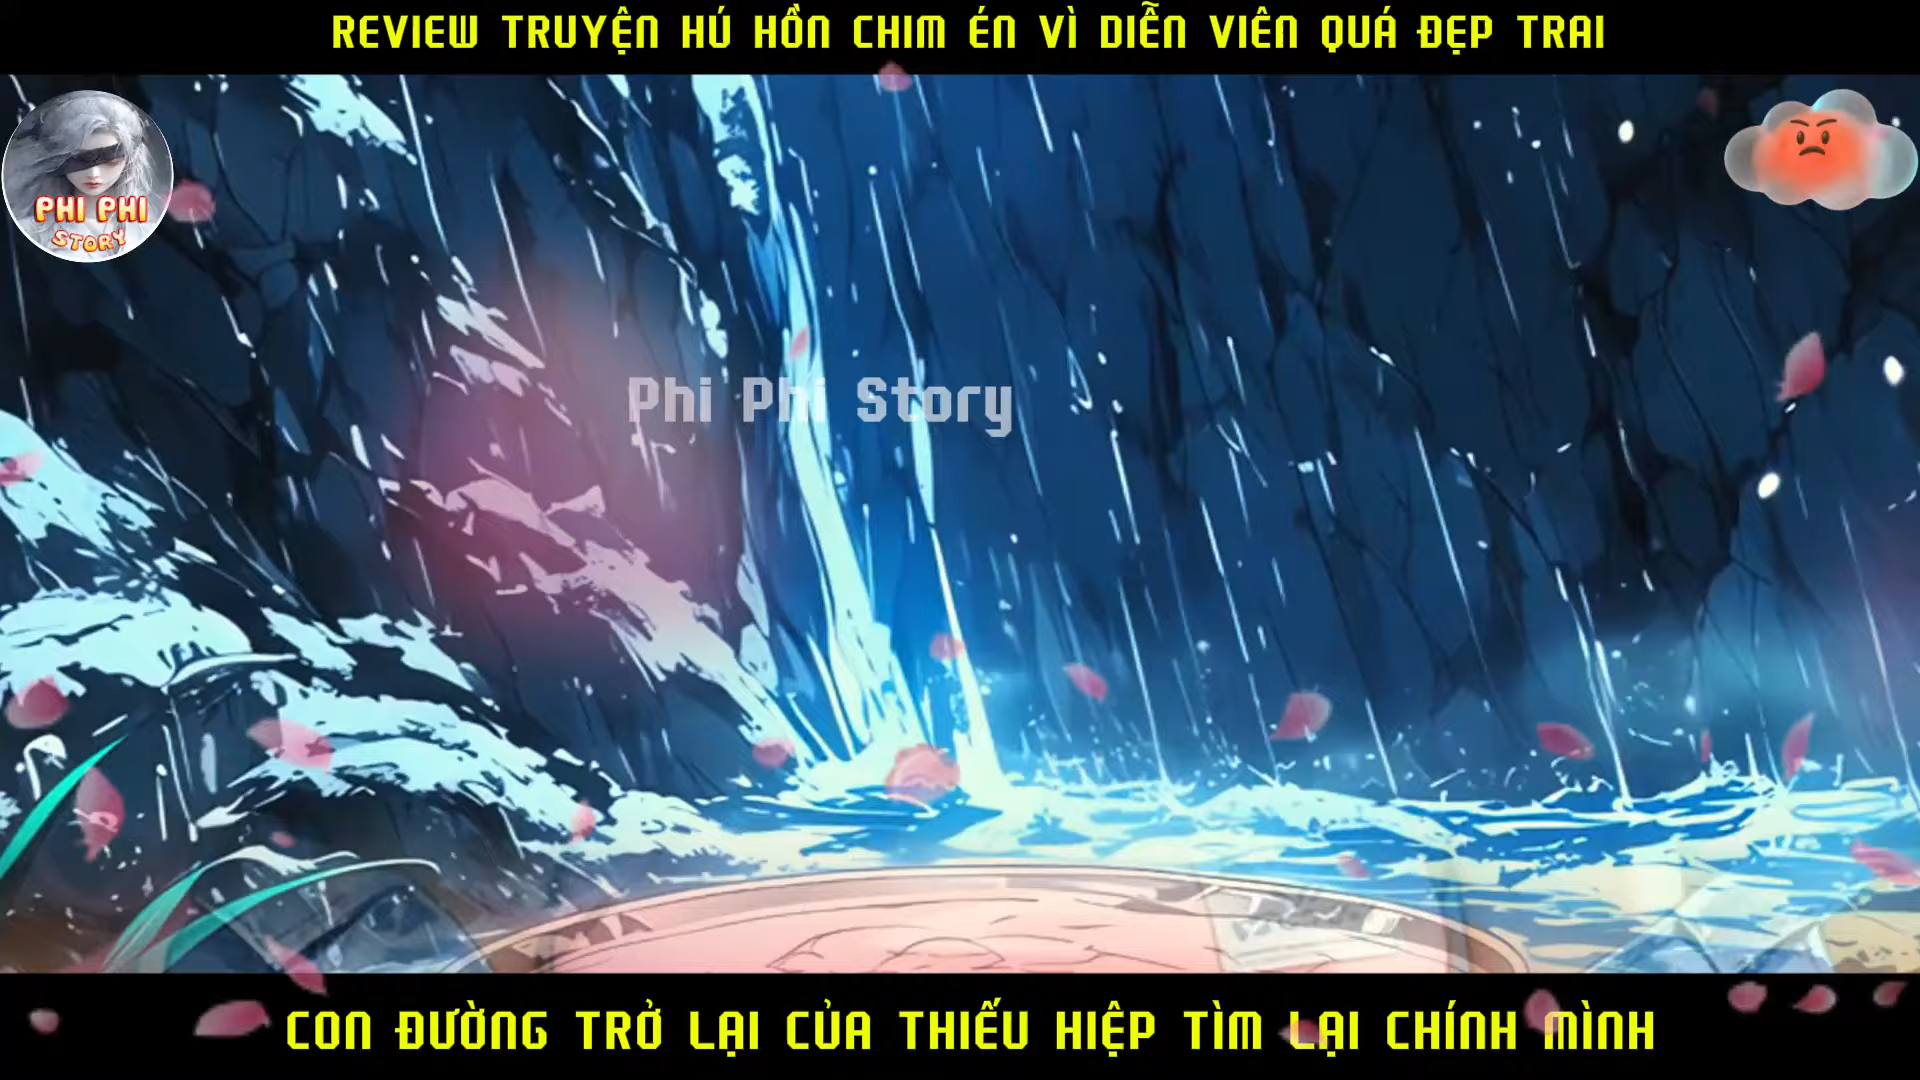 REVIEW TRUYỆN HÚ HỒN CHIM ÉN VÌ DIỄN VIÊN QUÁ ĐẸP TRAI
PHI PHI
STORY
Phi Phi Story
CON ĐƯỜNG TRỞ LẠI CỦA THIẾU HIỆP TÌM LẠI CHÍNH MÌNH